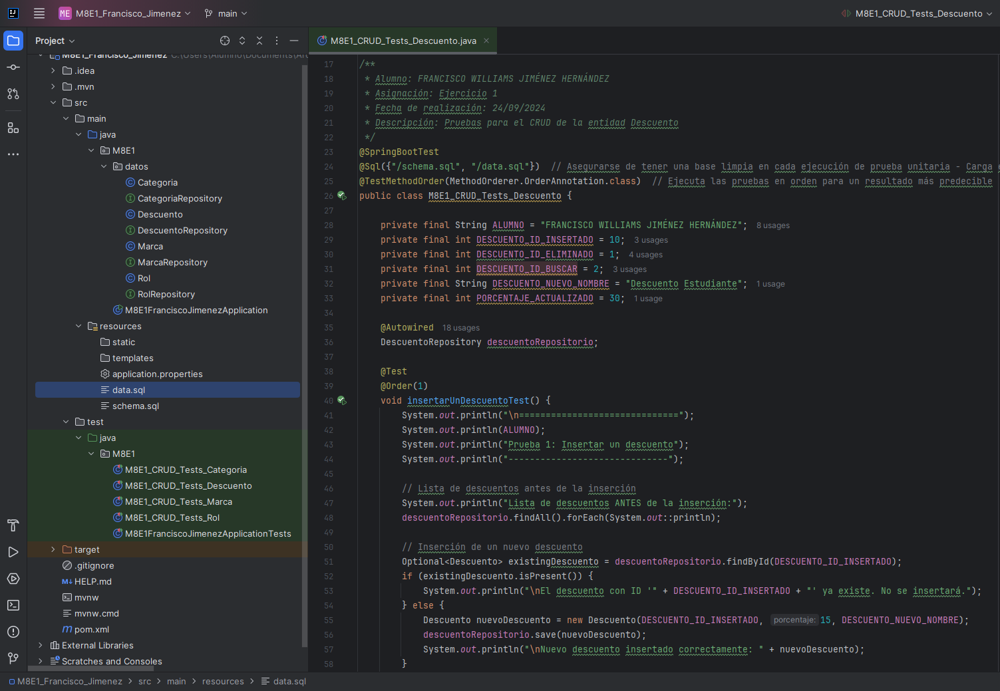 IJ
ME M8E1_Francisco_Jimenez main M8E1_CRUD_Tests_Descuento
Project
M8E1_CRUD_Tests_Descuento.java
M8E1_Francisco_Jimenez C:\Users\Alumno\Documents\Arc
.idea
.mvn
src
main
java
M8E1
datos
Categoria
CategoriaRepository
Descuento
DescuentoRepository
Marca
MarcaRepository
Rol
RolRepository
M8E1FranciscoJimenezApplication
resources
static
templates
application.properties
data.sql
schema.sql
test
java
M8E1
M8E1_CRUD_Tests_Categoria
M8E1_CRUD_Tests_Descuento
M8E1_CRUD_Tests_Marca
M8E1_CRUD_Tests_Rol
M8E1FranciscoJimenezApplicationTests
target
.gitignore
HELP.md
mvnw
mvnw.cmd
pom.xml
External Libraries
Scratches and Consoles
17 /**
18 * Alumno: FRANCISCO WILLIAMS JIMÉNEZ HERNÁNDEZ
19 * Asignación: Ejercicio 1
20 * Fecha de realización: 24/09/2024
21 * Descripción: Pruebas para el CRUD de la entidad Descuento
22 */
23 @SpringBootTest
24 @Sql({"/schema.sql", "/data.sql"}) // Asegurarse de tener una base limpia en cada ejecución de prueba unitaria - Carga
25 @TestMethodOrder(MethodOrderer.OrderAnnotation.class) // Ejecuta las pruebas en orden para un resultado más predecible
26 public class M8E1_CRUD_Tests_Descuento {
27
28 private final String ALUMNO = "FRANCISCO WILLIAMS JIMÉNEZ HERNÁNDEZ"; 8 usages
29 private final int DESCUENTO_ID_INSERTADO = 10; 3 usages
30 private final int DESCUENTO_ID_ELIMINADO = 1; 4 usages
31 private final int DESCUENTO_ID_BUSCAR = 2; 3 usages
32 private final String DESCUENTO_NUEVO_NOMBRE = "Descuento Estudiante"; 1 usage
33 private final int PORCENTAJE_ACTUALIZADO = 30; 1 usage
34
35 @Autowired 18 usages
36 DescuentoRepository descuentoRepositorio;
37
38 @Test
39 @Order(1)
40 void insertarUnDescuentoTest() {
41 System.out.println("\n==============================");
42 System.out.println(ALUMNO);
43 System.out.println("Prueba 1: Insertar un descuento");
44 System.out.println("------------------------------");
45
46 // Lista de descuentos antes de la inserción
47 System.out.println("Lista de descuentos ANTES de la inserción:");
48 descuentoRepositorio.findAll().forEach(System.out::println);
49
50 // Inserción de un nuevo descuento
51 Optional<Descuento> existingDescuento = descuentoRepositorio.findById(DESCUENTO_ID_INSERTADO);
52 if (existingDescuento.isPresent()) {
53 System.out.println("\nEl descuento con ID '" + DESCUENTO_ID_INSERTADO + "' ya existe. No se insertará.");
54 } else {
55 Descuento nuevoDescuento = new Descuento(DESCUENTO_ID_INSERTADO, porcentaje: 15, DESCUENTO_NUEVO_NOMBRE);
56 descuentoRepositorio.save(nuevoDescuento);
57 System.out.println("\nNuevo descuento insertado correctamente: " + nuevoDescuento);
58 }
M8E1_Francisco_Jimenez > src > main > resources > data.sql